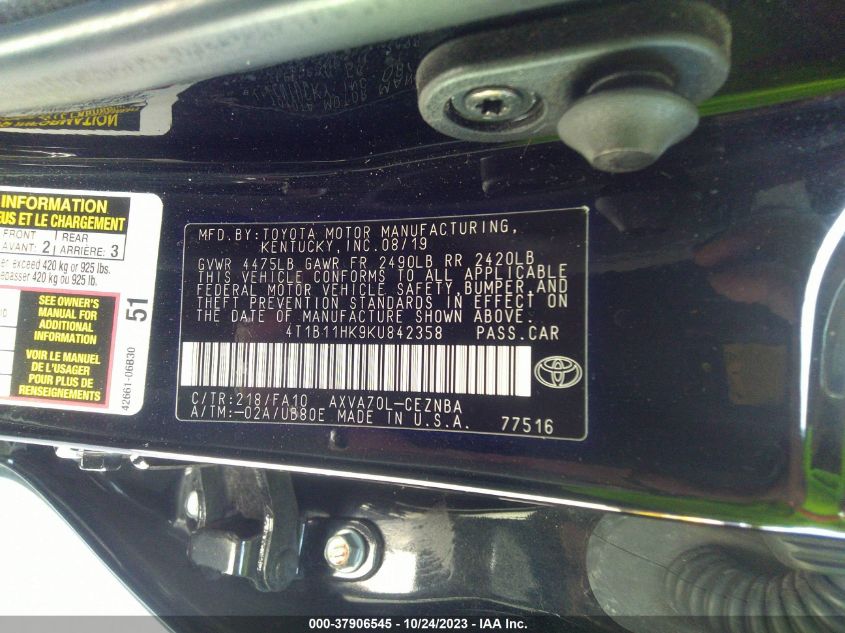 INFORMATION
EUS ET LE CHARGEMENT
FRONT
AVANT: 2
REAR
ARRIÈRE: 3
er exceed 420 kg or 925 lbs.
épasser 420 kg ou 925 lb.
SEE OWNER'S
MANUAL FOR
ADDITIONAL
INFORMATION
VOIR LE MANUEL
DE L'USAGER
POUR PLUS DE
RENSEIGNEMENTS
51
42661-06B30
MFD. BY: TOYOTA MOTOR MANUFACTURING,
KENTUCKY, INC. 08/19
GVWR 4475LB GAWR FR 2490LB RR 2420LB
THIS VEHICLE CONFORMS TO ALL APPLICABLE
FEDERAL MOTOR VEHICLE SAFETY, BUMPER, AND
THEFT PREVENTION STANDARDS IN EFFECT ON
THE DATE OF MANUFACTURE SHOWN ABOVE.
4T1B11HK9KU842358 PASS. CAR
C/TR: 218/FA10 AXVA70L-CEZNBA
A/TM: -02A/UB80E MADE IN U.S.A.
77516
000-37906545 - 10/24/2023 - IAA Inc.